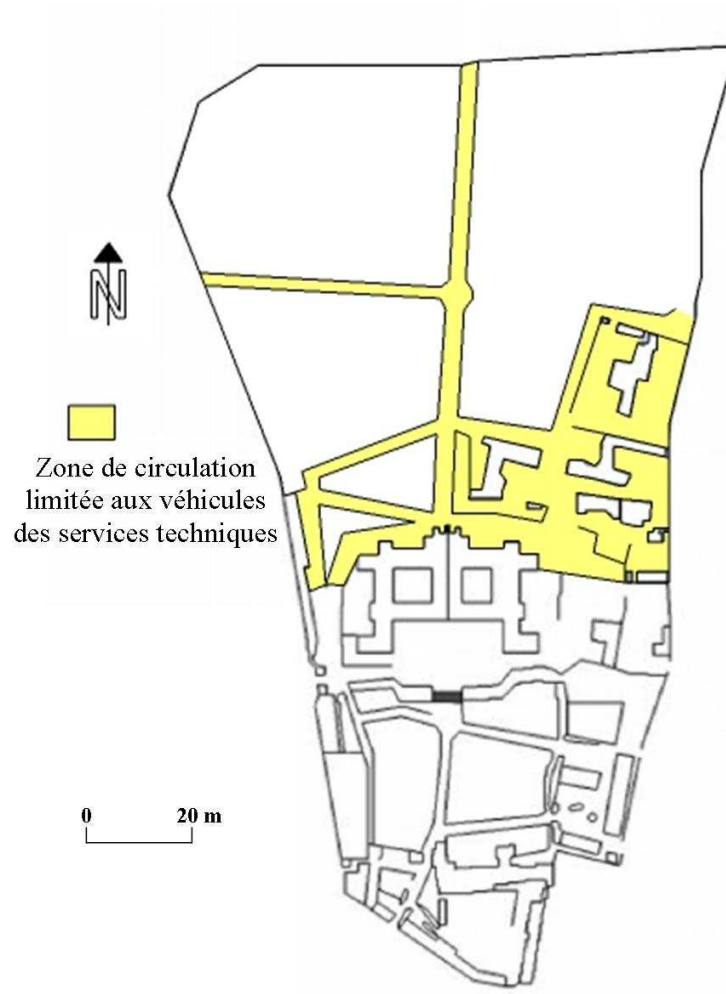 N
Zone de circulation
limitée aux véhicules
des services techniques
0 20 m